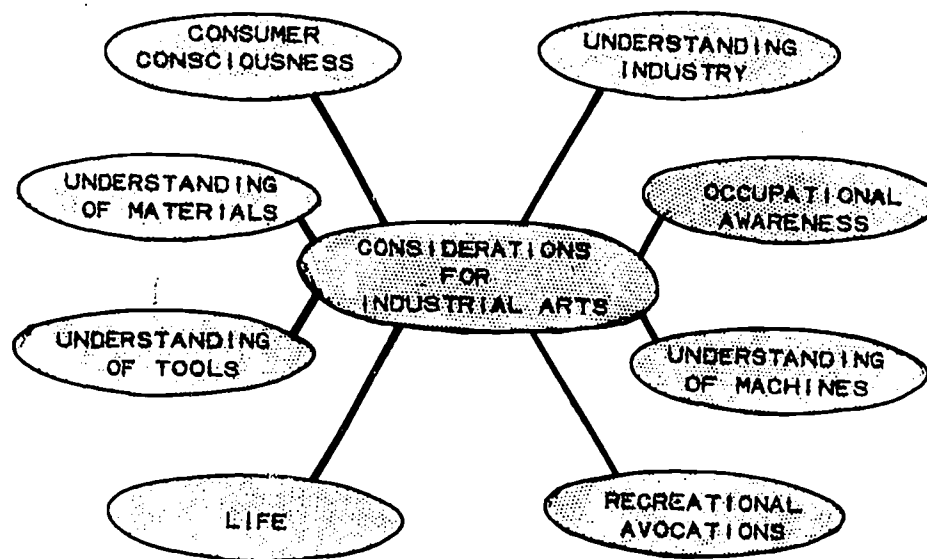 CONSUMER
CONSCIOUSNESS
UNDERSTANDING
INDUSTRY
UNDERSTANDING
OF MATERIALS
OCCUPATIONAL
AWARENESS
CONSIDERATIONS
FOR
INDUSTRIAL ARTS
UNDERSTANDING
OF TOOLS
UNDERSTANDING
OF MACHINES
LIFE
RECREATIONAL
AVOCATIONS